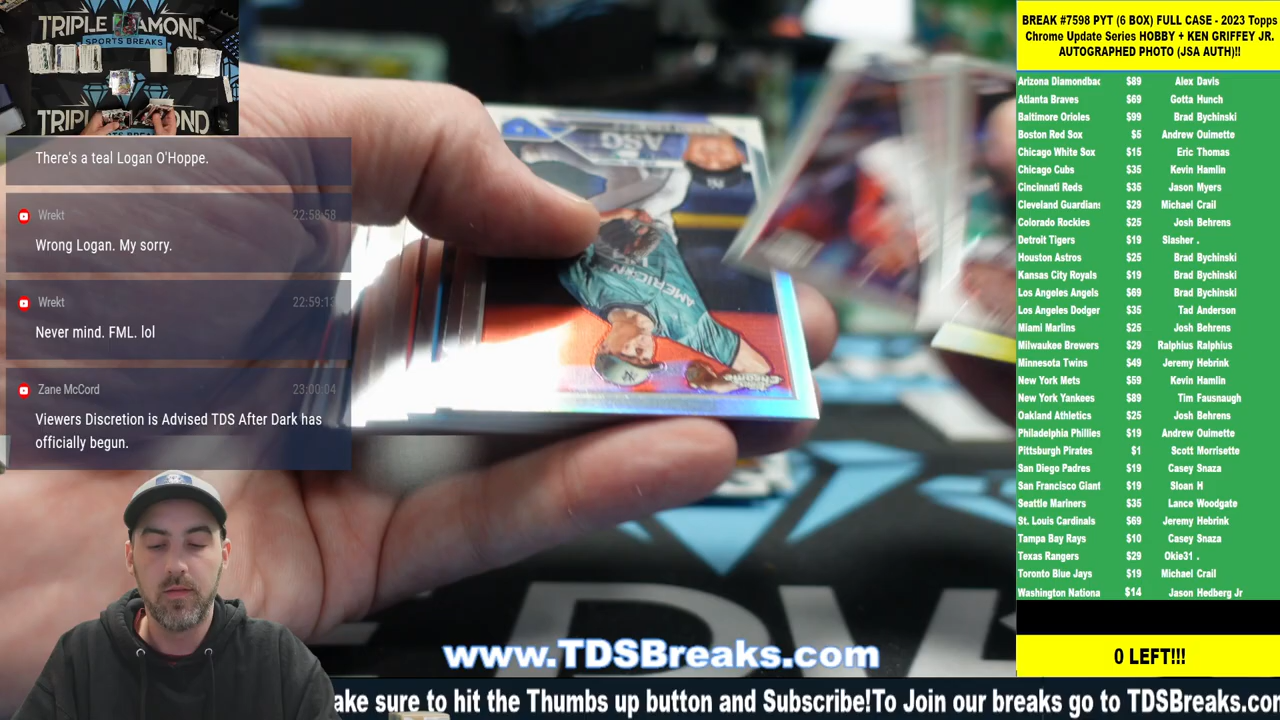 TRIPLE DIAMOND
SPORTS BREAKS
There's a teal Logan O'Hoppe.
Wrekt 22:58:58
Wrong Logan. My sorry.
Wrekt
Never mind. FML. lol
Zane McCord 23:00:04
Viewers Discretion is Advised TDS After Dark has
officially begun.
ASG
AMERICAN
BREAK #7598 PYT (6 BOX) FULL CASE - 2023 Topps
Chrome Update Series HOBBY + KEN GRIFFEY JR.
AUTOGRAPHED PHOTO (JSA AUTH)!!
Arizona Diamondbac $89 Alex Davis
Atlanta Braves $69 Gotta Hunch
Baltimore Orioles $99 Brad Bychinski
Boston Red Sox $5 Andrew Ouimette
Chicago White Sox $15 Eric Thomas
Chicago Cubs $35 Kevin Hamlin
Cincinnati Reds $35 Jason Myers
Cleveland Guardians $29 Michael Crail
Colorado Rockies $25 Josh Behrens
Detroit Tigers $19 Slasher .
Houston Astros $25 Brad Bychinski
Kansas City Royals $19 Brad Bychinski
Los Angeles Angels $69 Brad Bychinski
Los Angeles Dodger $35 Tad Anderson
Miami Marlins $25 Josh Behrens
Milwaukee Brewers $29 Ralphius Ralphius
Minnesota Twins $49 Jeremy Hebrink
New York Mets $59 Kevin Hamlin
New York Yankees $89 Tim Fausnaugh
Oakland Athletics $25 Josh Behrens
Philadelphia Phillies $19 Andrew Ouimette
Pittsburgh Pirates $1 Scott Morrisette
San Diego Padres $19 Casey Snaza
San Francisco Giant $19 Sloan H
Seattle Mariners $35 Lance Woodgate
St. Louis Cardinals $69 Jeremy Hebrink
Tampa Bay Rays $10 Casey Snaza
Texas Rangers $29 Okie31 .
Toronto Blue Jays $19 Michael Crail
Washington Nationa $14 Jason Hedberg Jr
0 LEFT!!!
www.TDSBreaks.com
ake sure to hit the Thumbs up button and Subscribe!To Join our breaks go to TDSBreaks.con